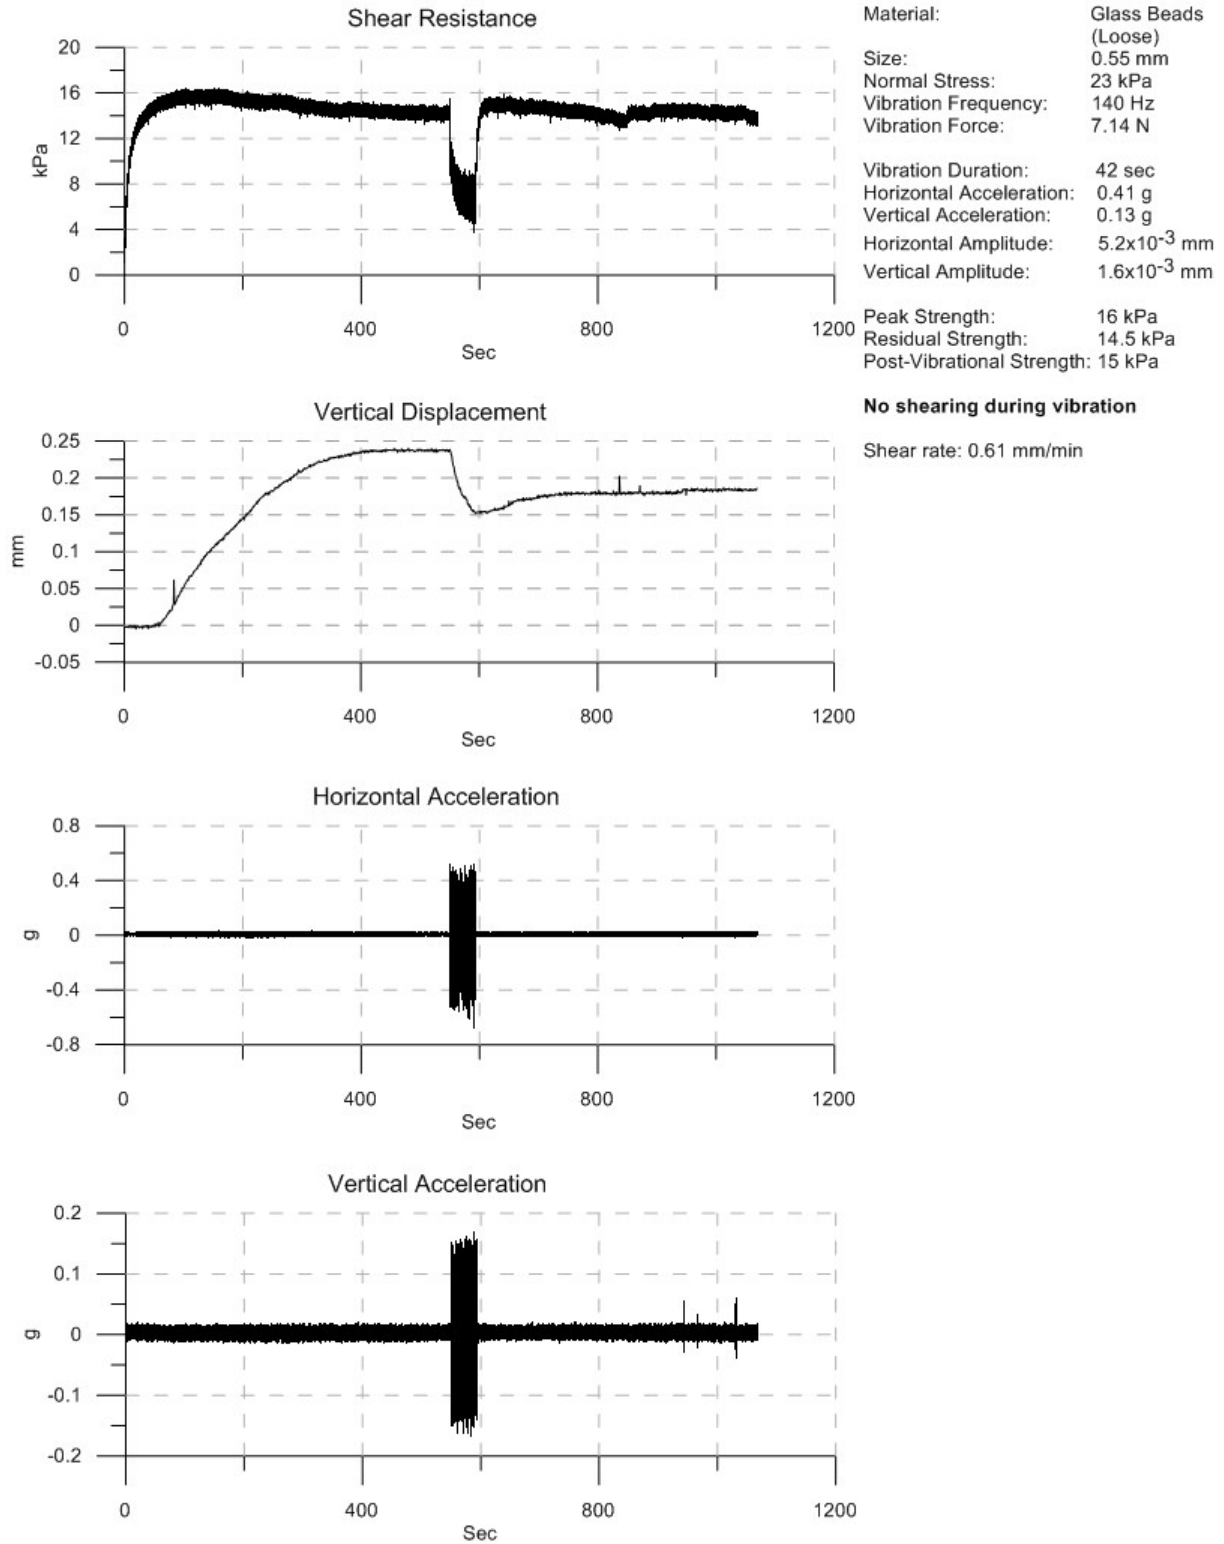 Shear Resistance
20
16
12
8
4
0
kPa
0 400 800 1200
Sec
Material: Glass Beads
(Loose)
Size: 0.55 mm
Normal Stress: 23 kPa
Vibration Frequency: 140 Hz
Vibration Force: 7.14 N
Vibration Duration: 42 sec
Horizontal Acceleration: 0.41 g
Vertical Acceleration: 0.13 g
Horizontal Amplitude: 5.2x10-3 mm
Vertical Amplitude: 1.6x10-3 mm
Peak Strength: 16 kPa
Residual Strength: 14.5 kPa
Post-Vibrational Strength: 15 kPa
No shearing during vibration
Shear rate: 0.61 mm/min
Vertical Displacement
0.25
0.2
0.15
0.1
0.05
0
-0.05
mm
0 400 800 1200
Sec
Horizontal Acceleration
0.8
0.4
0
-0.4
-0.8
g
0 400 800 1200
Sec
Vertical Acceleration
0.2
0.1
0
-0.1
-0.2
g
0 400 800 1200
Sec